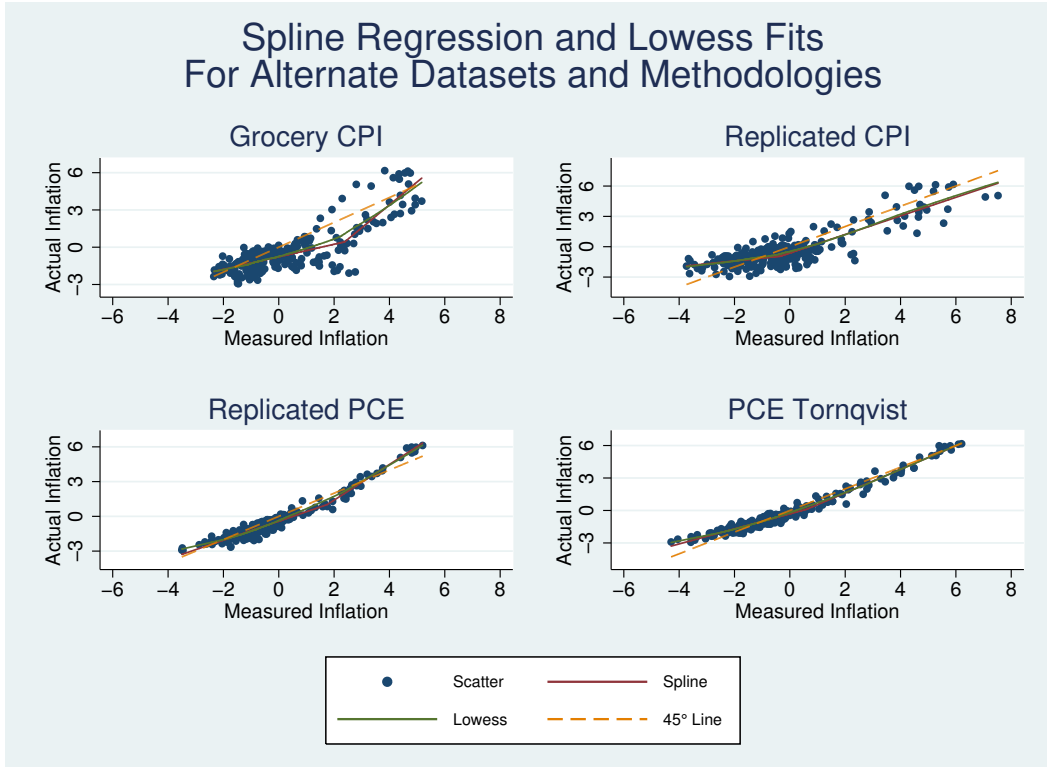 Spline Regression and Lowess Fits
For Alternate Datasets and Methodologies
Grocery CPI
Actual Inflation
6
3
0
−3
−6 −4 −2 0 2 4 6 8
Measured Inflation
Replicated CPI
Actual Inflation
6
3
0
−3
−6 −4 −2 0 2 4 6 8
Measured Inflation
Replicated PCE
Actual Inflation
6
3
0
−3
−6 −4 −2 0 2 4 6 8
Measured Inflation
PCE Tornqvist
Actual Inflation
6
3
0
−3
−6 −4 −2 0 2 4 6 8
Measured Inflation
Scatter Spline
Lowess 45° Line